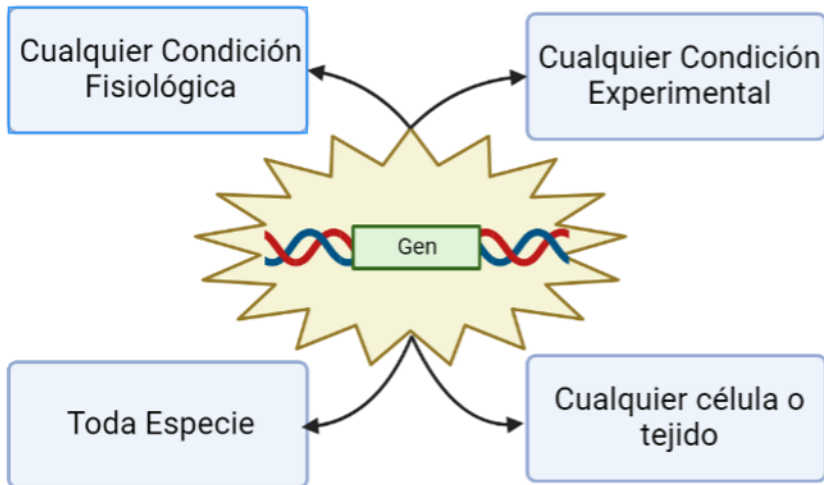 Cualquier Condición
Fisiológica
Cualquier Condición
Experimental
Gen
Toda Especie
Cualquier célula o
tejido